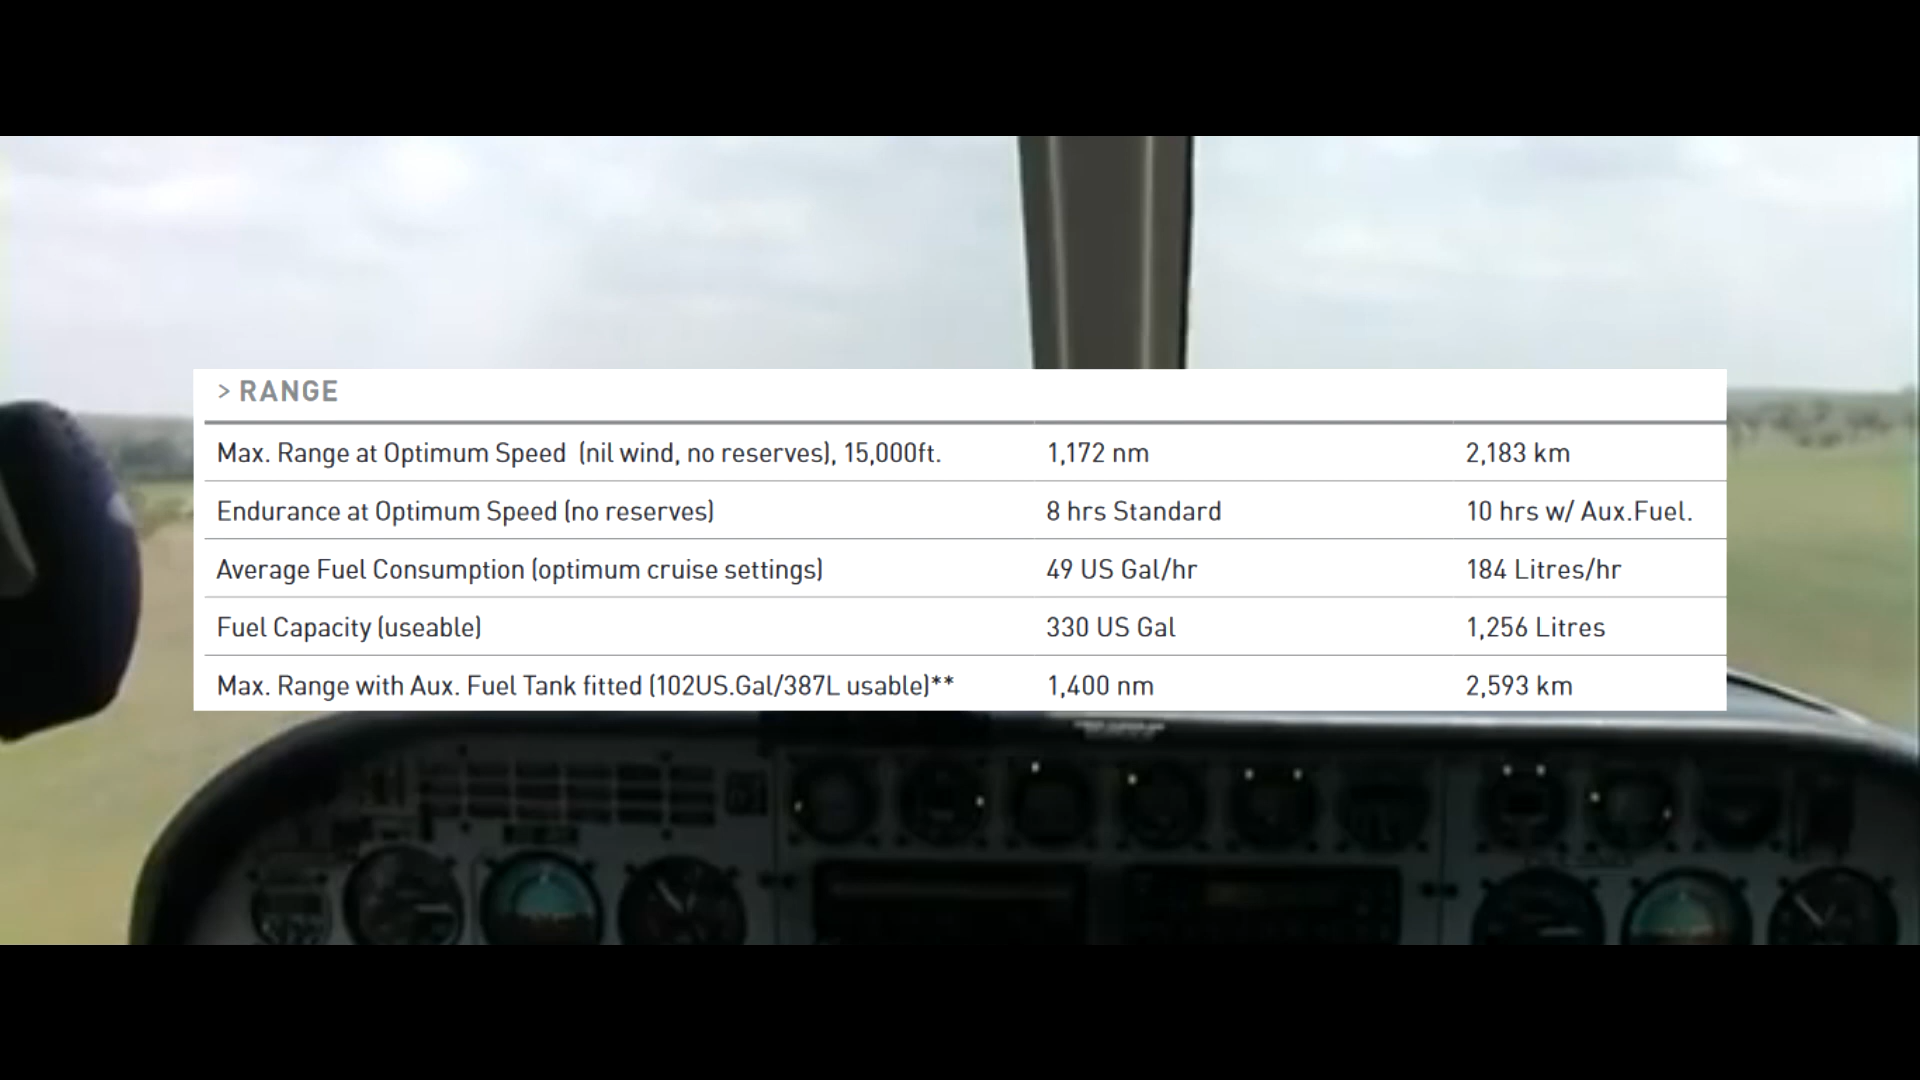 > RANGE
Max. Range at Optimum Speed (nil wind, no reserves), 15,000ft. 1,172 nm 2,183 km
Endurance at Optimum Speed (no reserves) 8 hrs Standard 10 hrs w/ Aux.Fuel.
Average Fuel Consumption (optimum cruise settings) 49 US Gal/hr 184 Litres/hr
Fuel Capacity (useable) 330 US Gal 1,256 Litres
Max. Range with Aux. Fuel Tank fitted (102US.Gal/387L usable)** 1,400 nm 2,593 km